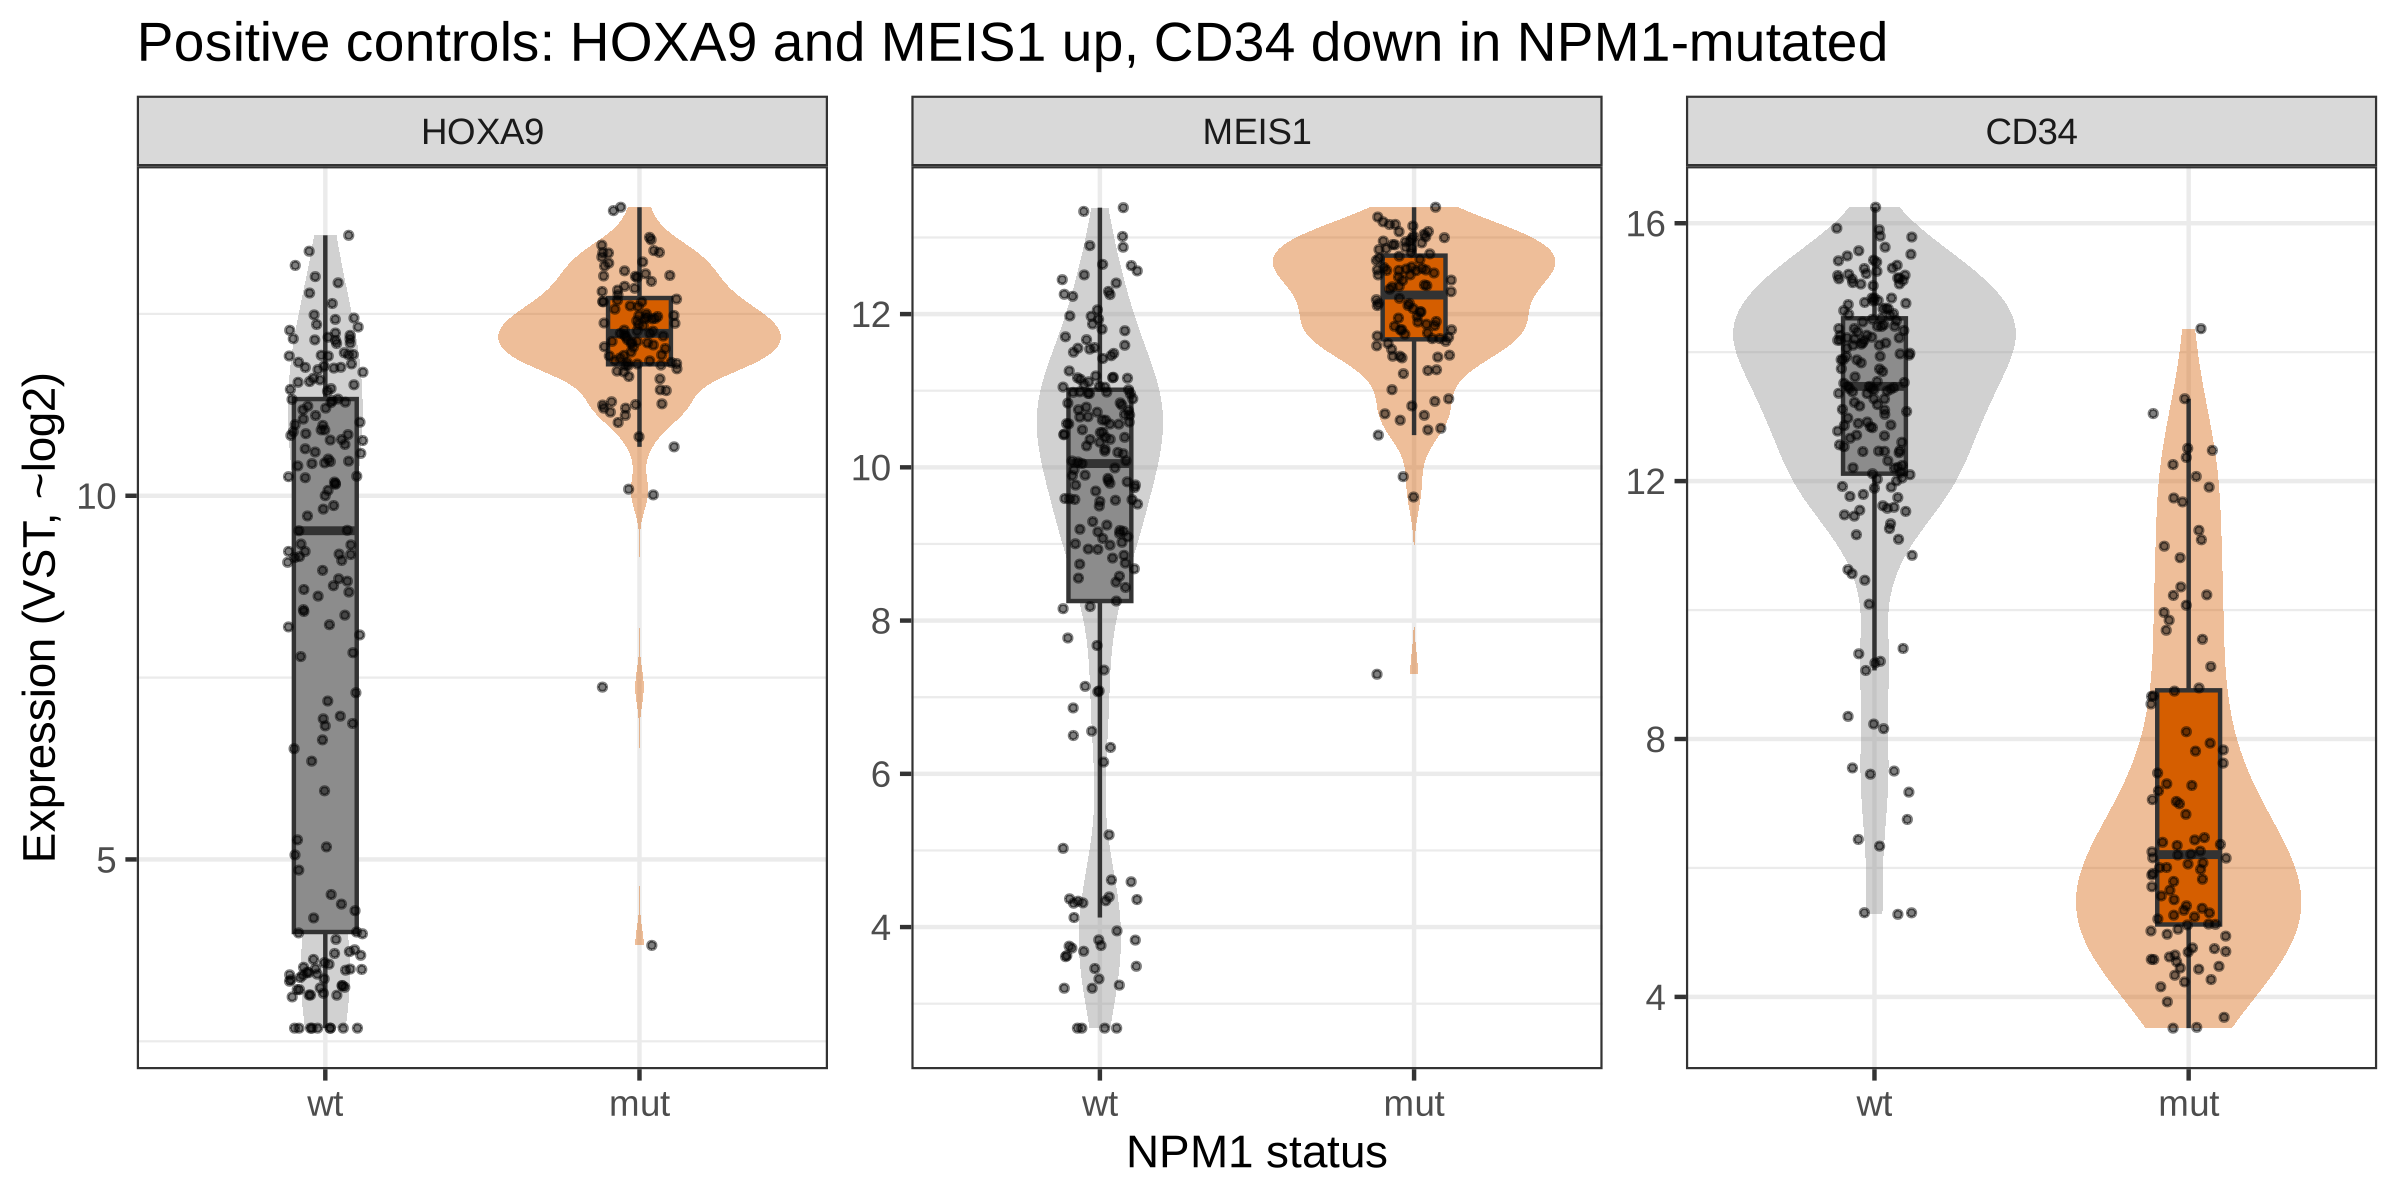 Positive controls: HOXA9 and MEIS1 up, CD34 down in NPM1-mutated
HOXA9
MEIS1
CD34
Expression (VST, ~log2)
10
5
12
10
8
6
4
16
12
8
4
wt
mut
wt
mut
wt
mut
NPM1 status